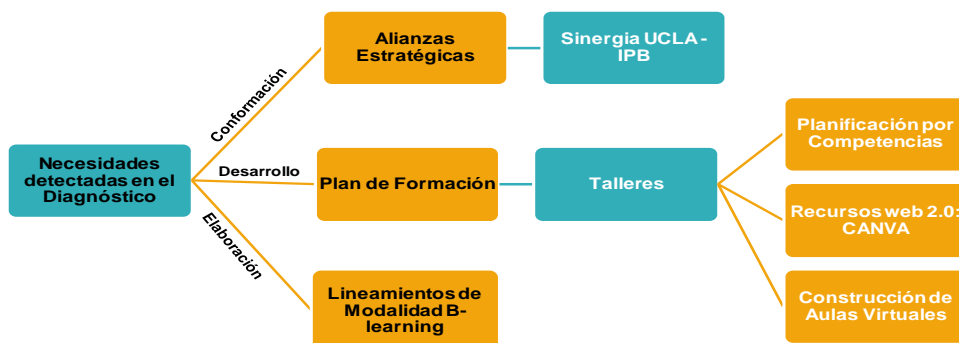 Alianzas
Estratégicas
Sinergia UCLA -
IPB
Conformación
Necesidades
detectadas en el
Diagnóstico
Desarrollo
Plan de Formación
Talleres
Planificación por
Competencias
Recursos web 2.0:
CANVA
Construcción de
Aulas Virtuales
Elaboración
Lineamientos de
Modalidad B-
learning